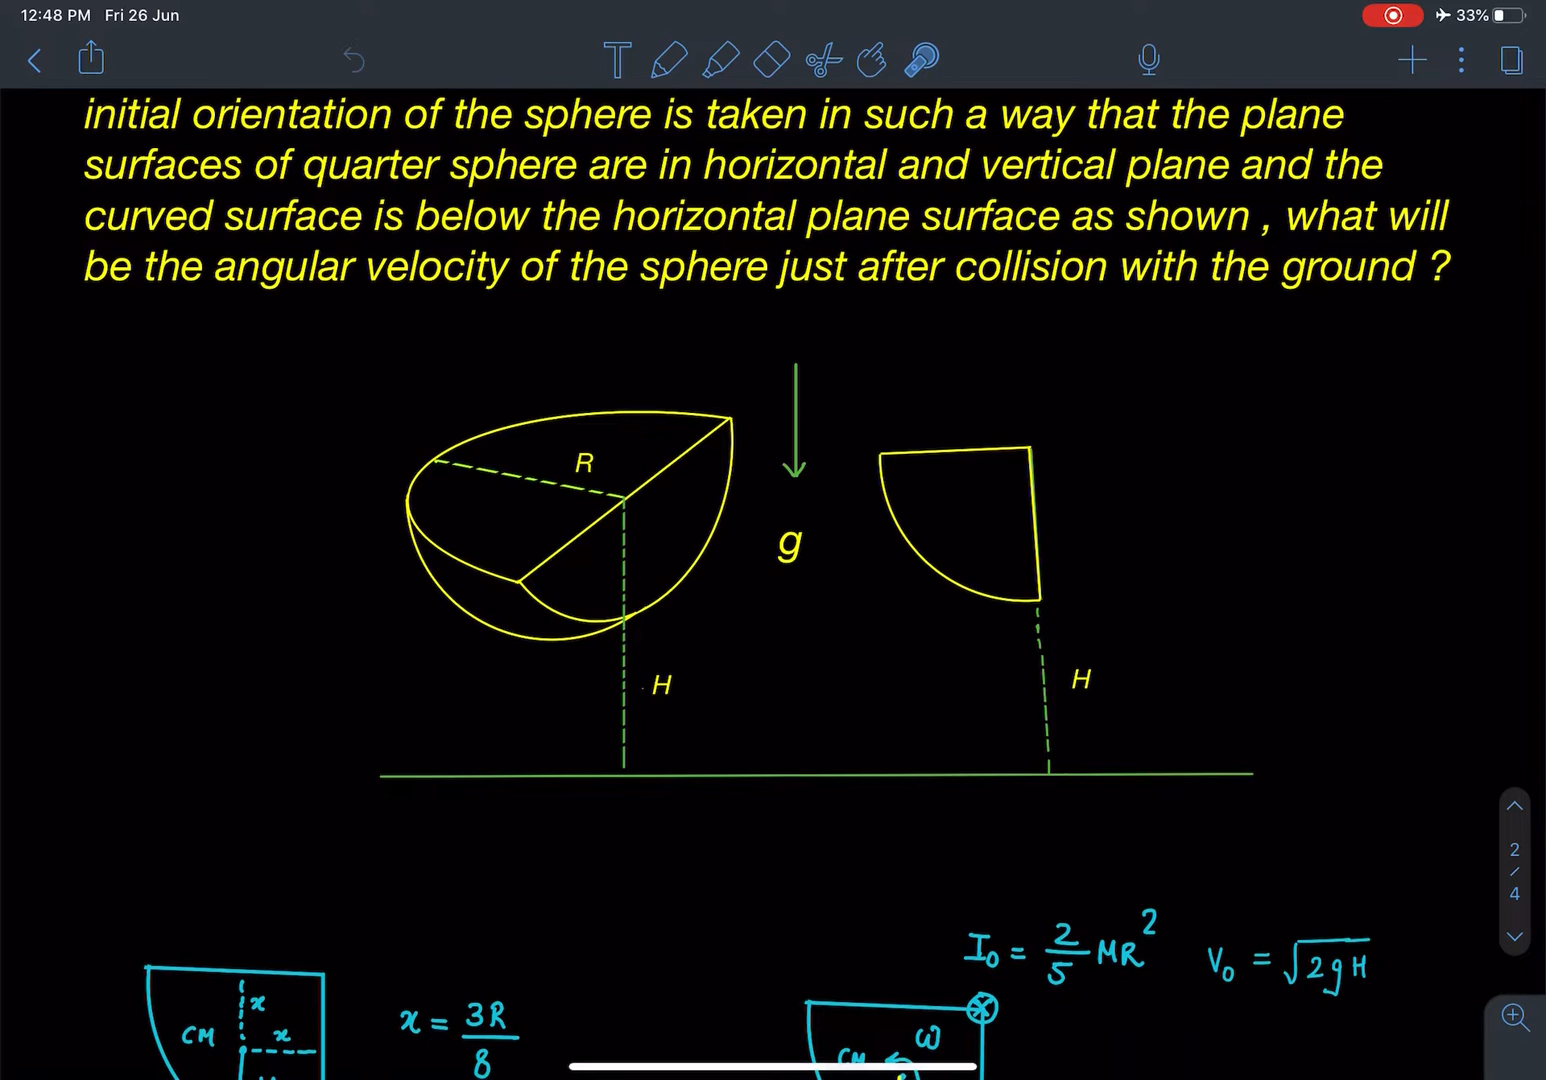 12:48 PM Fri 26 Jun
33%
initial orientation of the sphere is taken in such a way that the plane
surfaces of quarter sphere are in horizontal and vertical plane and the
curved surface is below the horizontal plane surface as shown , what will
be the angular velocity of the sphere just after collision with the ground ?
R
g
H
H
2
/
4
I₀ = 2/5 MR² V₀ = √2gH
x
CM x
x = 3R/8
ω
CM